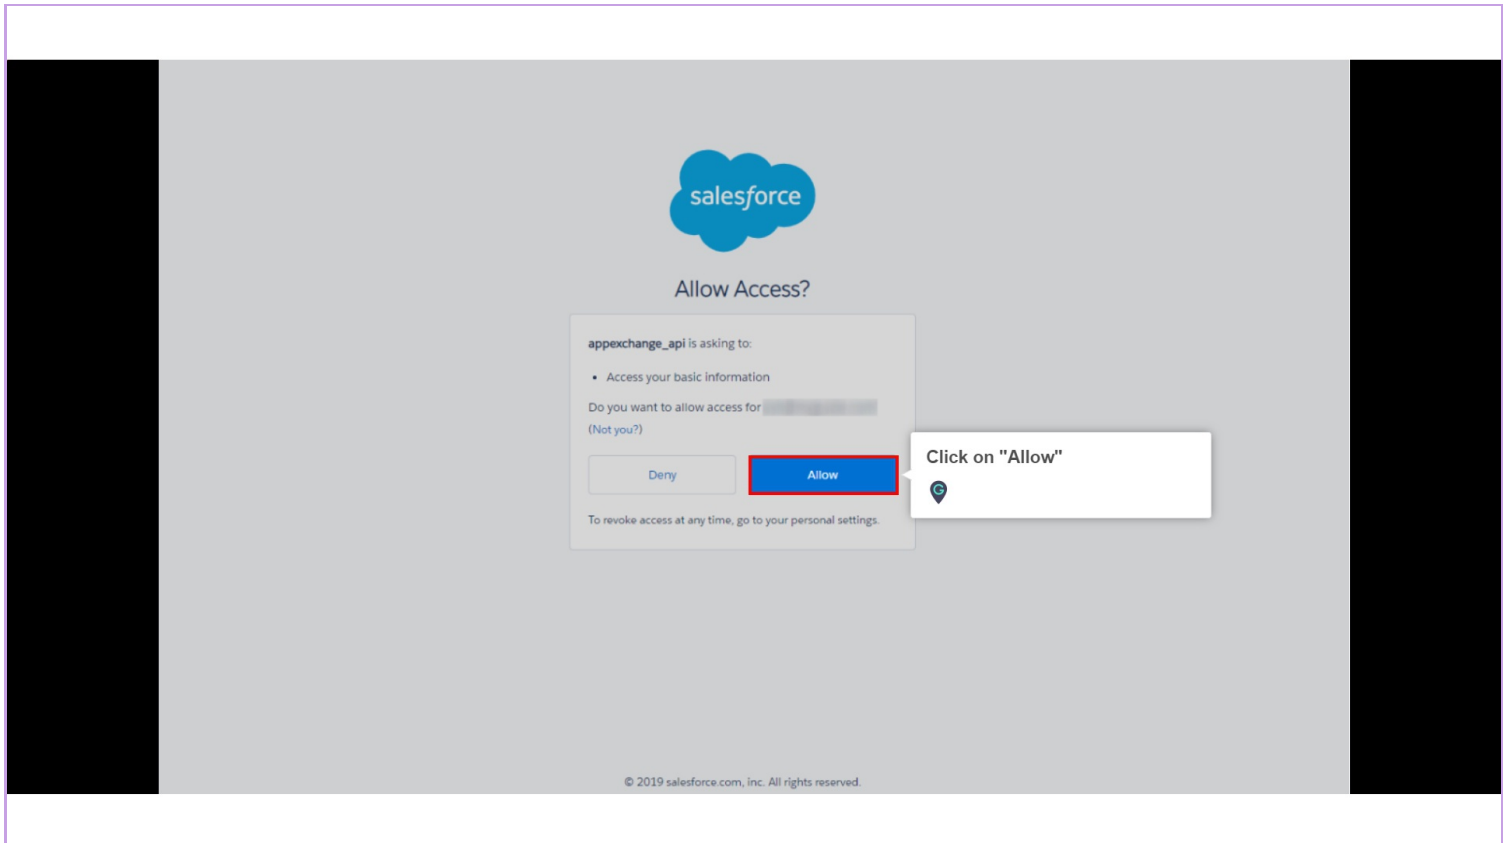 salesforce
Allow Access?
appexchange_api is asking to:
• Access your basic information
Do you want to allow access for
(Not you?)
Deny
Allow
Click on "Allow"
G
To revoke access at any time, go to your personal settings.
© 2019 salesforce.com, inc. All rights reserved.